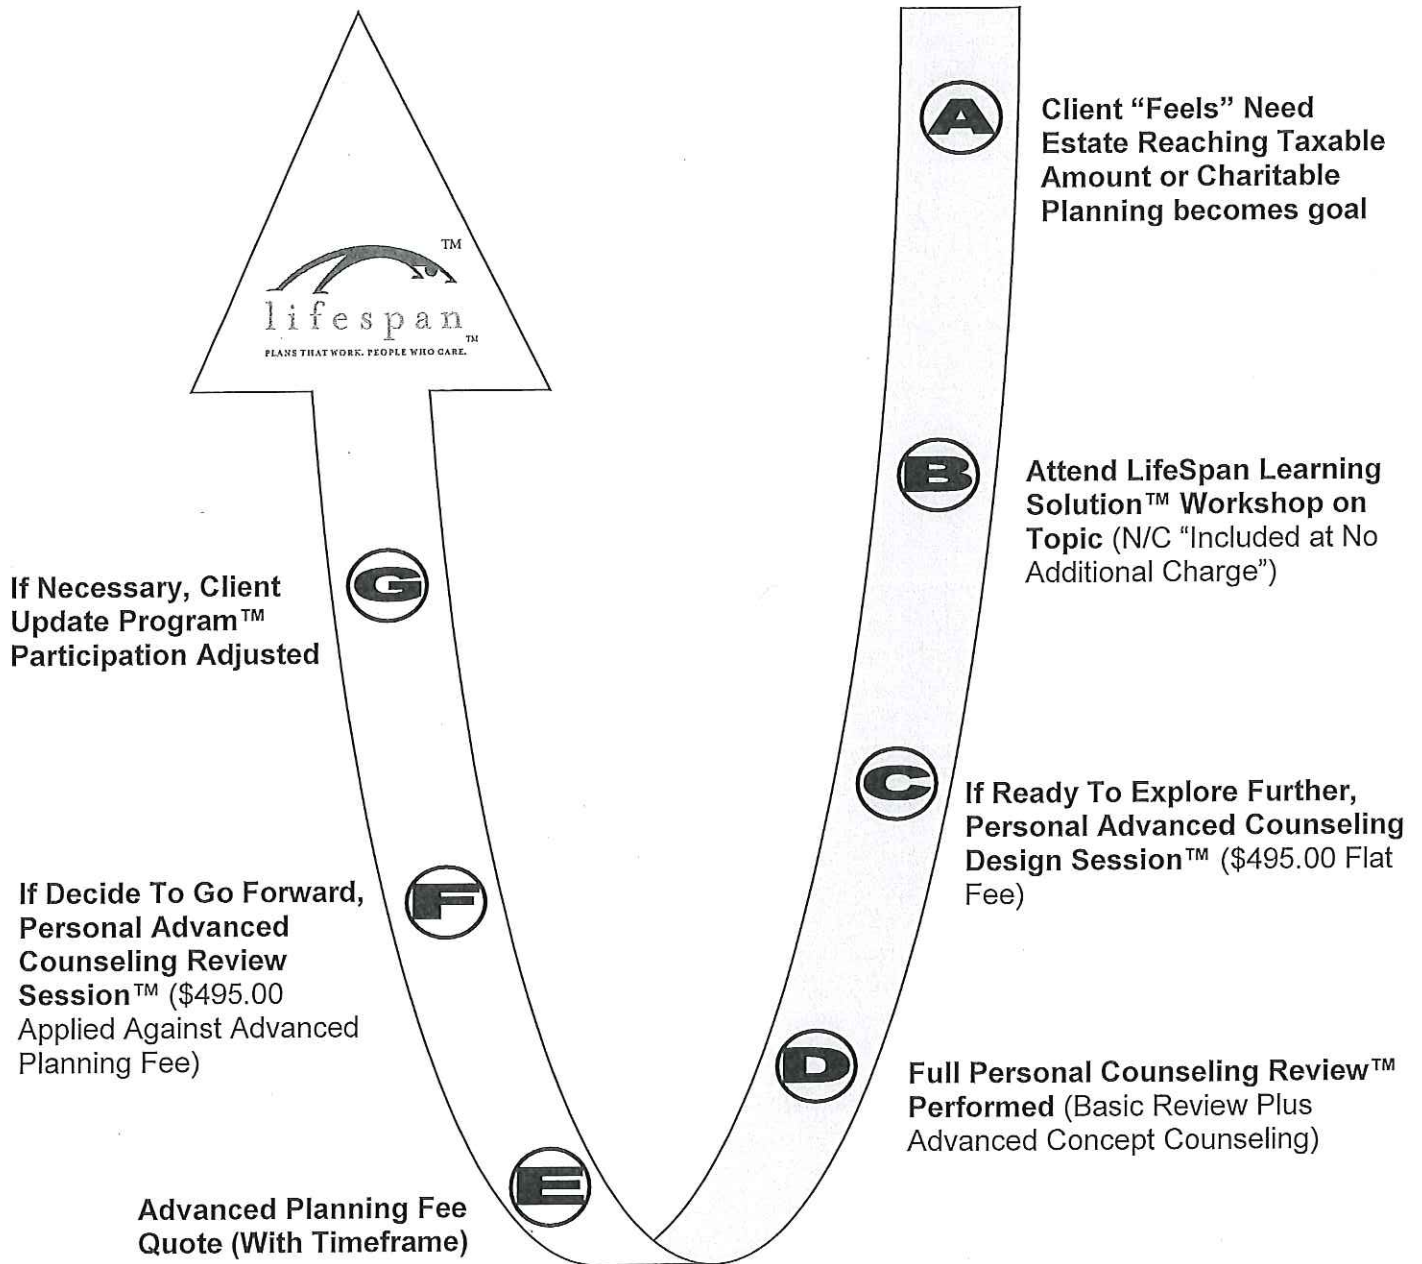 A
Client “Feels” Need
Estate Reaching Taxable
Amount or Charitable
Planning becomes goal
B
Attend LifeSpan Learning
Solution™ Workshop on
Topic (N/C “Included at No
Additional Charge”)
C
If Ready To Explore Further,
Personal Advanced Counseling
Design Session™ ($495.00 Flat
Fee)
D
Full Personal Counseling Review™
Performed (Basic Review Plus
Advanced Concept Counseling)
E
Advanced Planning Fee
Quote (With Timeframe)
F
If Decide To Go Forward,
Personal Advanced
Counseling Review
Session™ ($495.00
Applied Against Advanced
Planning Fee)
G
If Necessary, Client
Update Program™
Participation Adjusted
TM
lifespan TM
PLANS THAT WORK. PEOPLE WHO CARE.